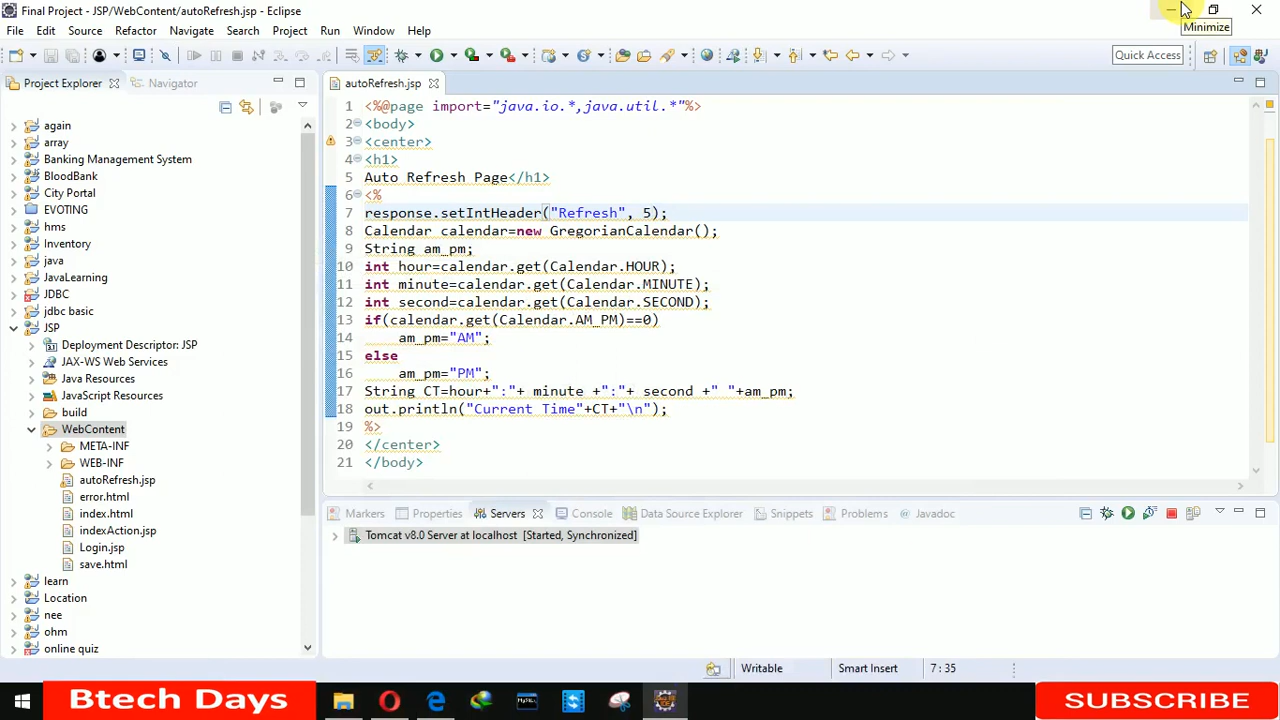 Final Project - JSP/WebContent/autoRefresh.jsp - Eclipse
Minimize
File Edit Source Refactor Navigate Search Project Run Window Help
Quick Access
Project Explorer Navigator
autoRefresh.jsp
again
array
Banking Management System
BloodBank
City Portal
EVOTING
hms
Inventory
java
JavaLearning
JDBC
jdbc basic
JSP
Deployment Descriptor: JSP
JAX-WS Web Services
Java Resources
JavaScript Resources
build
WebContent
META-INF
WEB-INF
autoRefresh.jsp
error.html
index.html
indexAction.jsp
Login.jsp
save.html
learn
Location
nee
ohm
online quiz
1 <%@page import="java.io.*,java.util.*"%>
2 <body>
3 <center>
4 <h1>
5 Auto Refresh Page</h1>
6 <%
7 response.setIntHeader("Refresh", 5);
8 Calendar calendar=new GregorianCalendar();
9 String am_pm;
10 int hour=calendar.get(Calendar.HOUR);
11 int minute=calendar.get(Calendar.MINUTE);
12 int second=calendar.get(Calendar.SECOND);
13 if(calendar.get(Calendar.AM_PM)==0)
14 am_pm="AM";
15 else
16 am_pm="PM";
17 String CT=hour+":"+ minute +":"+ second +" "+am_pm;
18 out.println("Current Time"+CT+"\n");
19 %>
20 </center>
21 </body>
Markers Properties Servers Console Data Source Explorer Snippets Problems Javadoc
Tomcat v8.0 Server at localhost [Started, Synchronized]
Writable Smart Insert 7 : 35
Btech Days
SUBSCRIBE